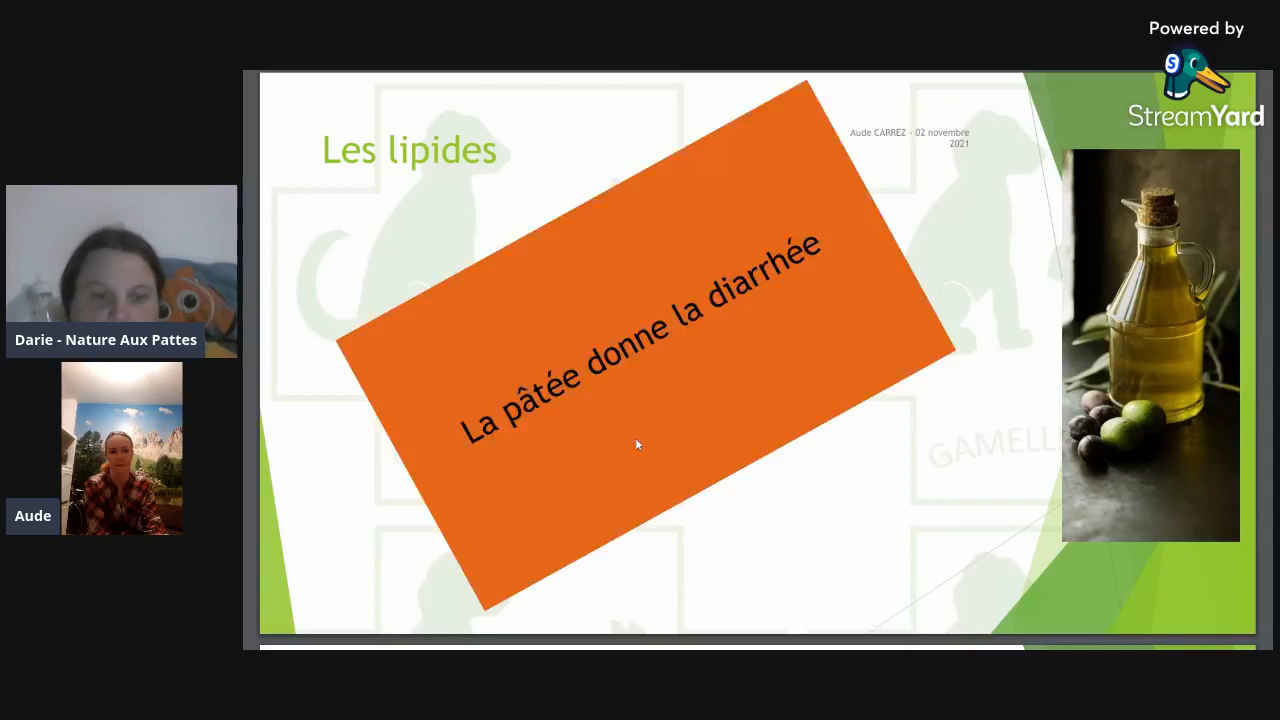 Powered by
StreamYard
Les lipides
Aude CARREZ - 02 novembre
2021
La pâtée donne la diarrhée
GAMELL
Darie - Nature Aux Pattes
Aude